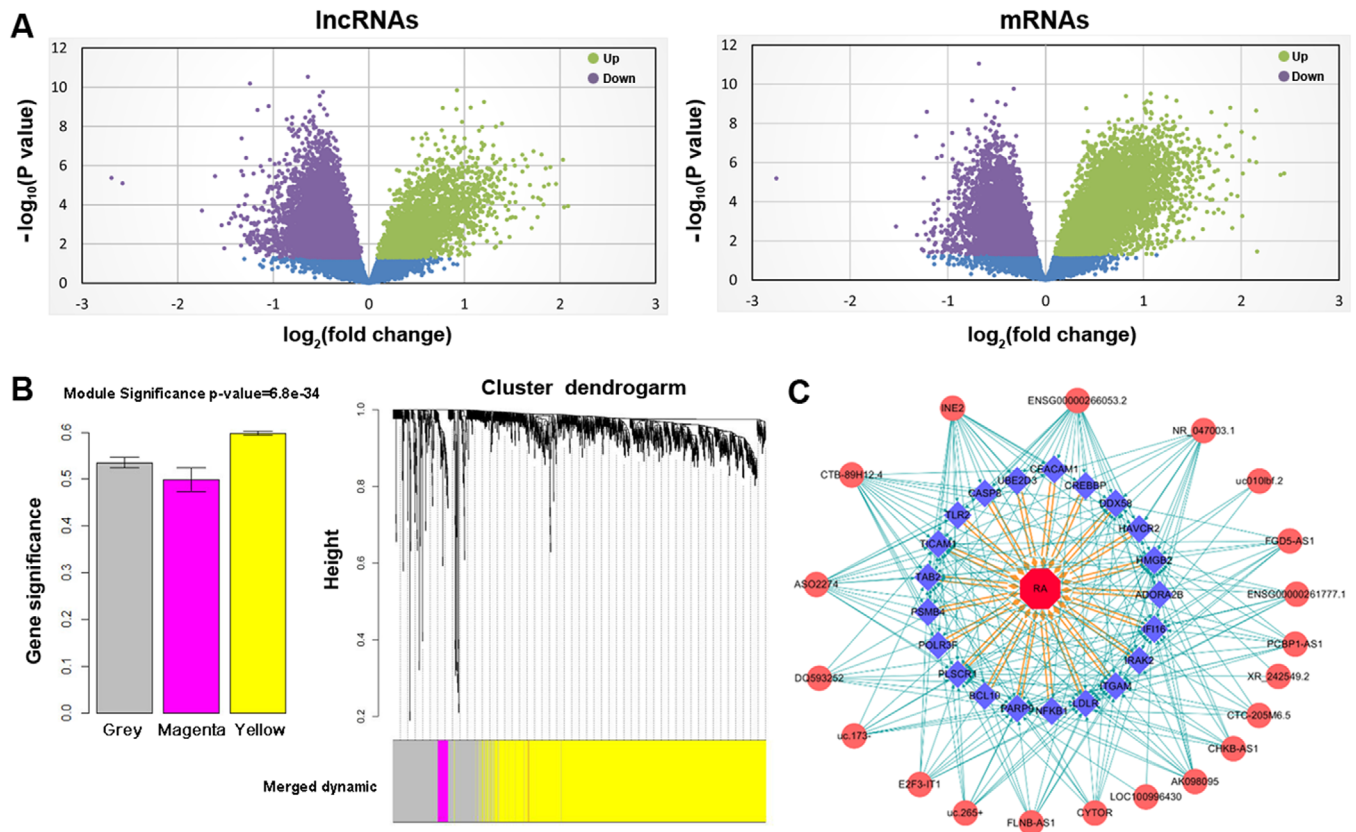 A
lncRNAs
mRNAs
12
10
8
6
4
2
0
-3
-2
-1
0
1
2
3
Up
Down
-log10(P value)
log2(fold change)
12
10
8
6
4
2
0
-3
-2
-1
0
1
2
3
Up
Down
-log10(P value)
log2(fold change)
B
Module Significance p-value=6.8e-34
Gene significance
0.6
0.5
0.4
0.3
0.2
0.1
0.0
Grey
Magenta
Yellow
Cluster dendrogarm
Height
1.0
0.8
0.6
0.4
0.2
Merged dynamic
C
INE2
ENSG00000266053.2
NR_047003.1
CTB-89H12.4
uc010lbf.2
FGD5-AS1
ASO2274
ENSG00000261777.1
PCBP1-AS1
DQ593252
XR_242549.2
CTC-205M6.5
uc.173-
CHKB-AS1
E2F3-IT1
AK098095
LOC100996430
uc.265+
CYTOR
FLNB-AS1
CEACAM1
UBE2D3
CREBBP
CASP8
DDX58
TLR2
HAVCR2
TICAM1
HMGB2
TAB2
RA
ADORA2B
PSMB4
IFI16
POLR3F
IRAK2
PLSCR1
ITGAM
BCL10
LDLR
PARP9
NFKB1